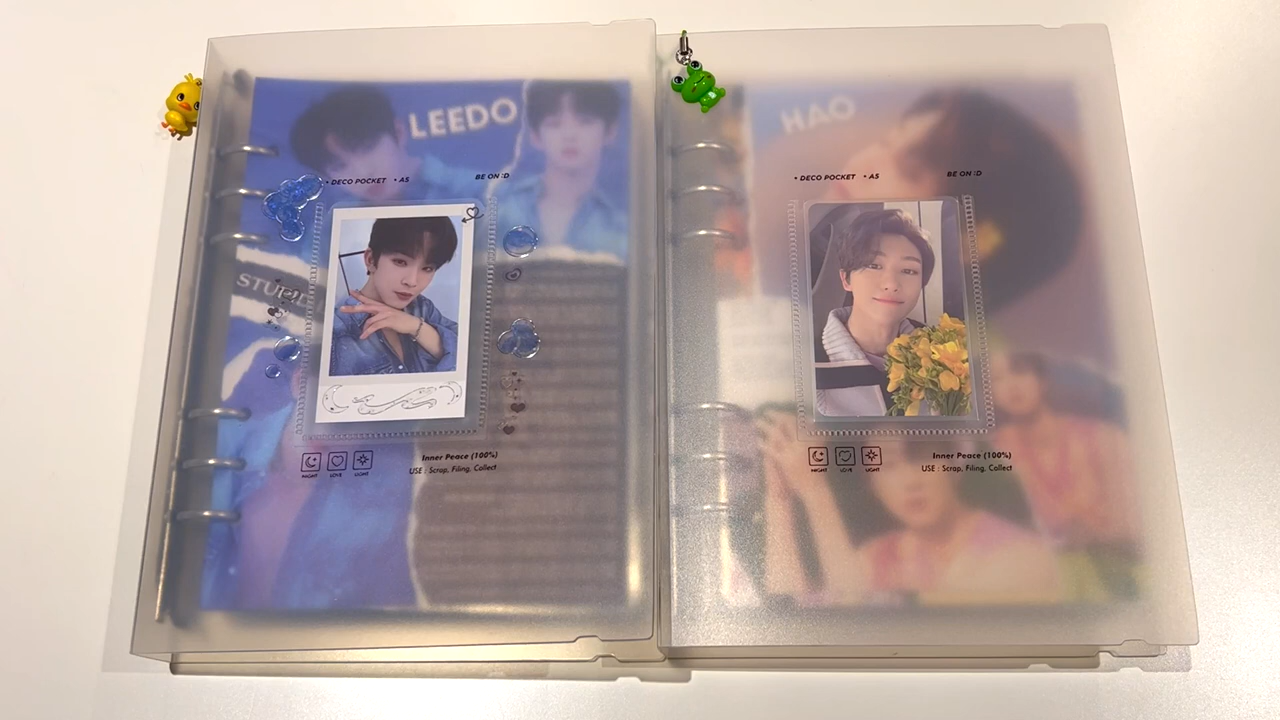 LEEDO
• DECO POCKET • A5 BE ON :D
STUPID
NIGHT LOVE LIGHT
Inner Peace (100%)
USE : Scrap, Filing, Collect
HAO
• DECO POCKET • A5 BE ON :D
NIGHT LOVE LIGHT
Inner Peace (100%)
USE : Scrap, Filing, Collect